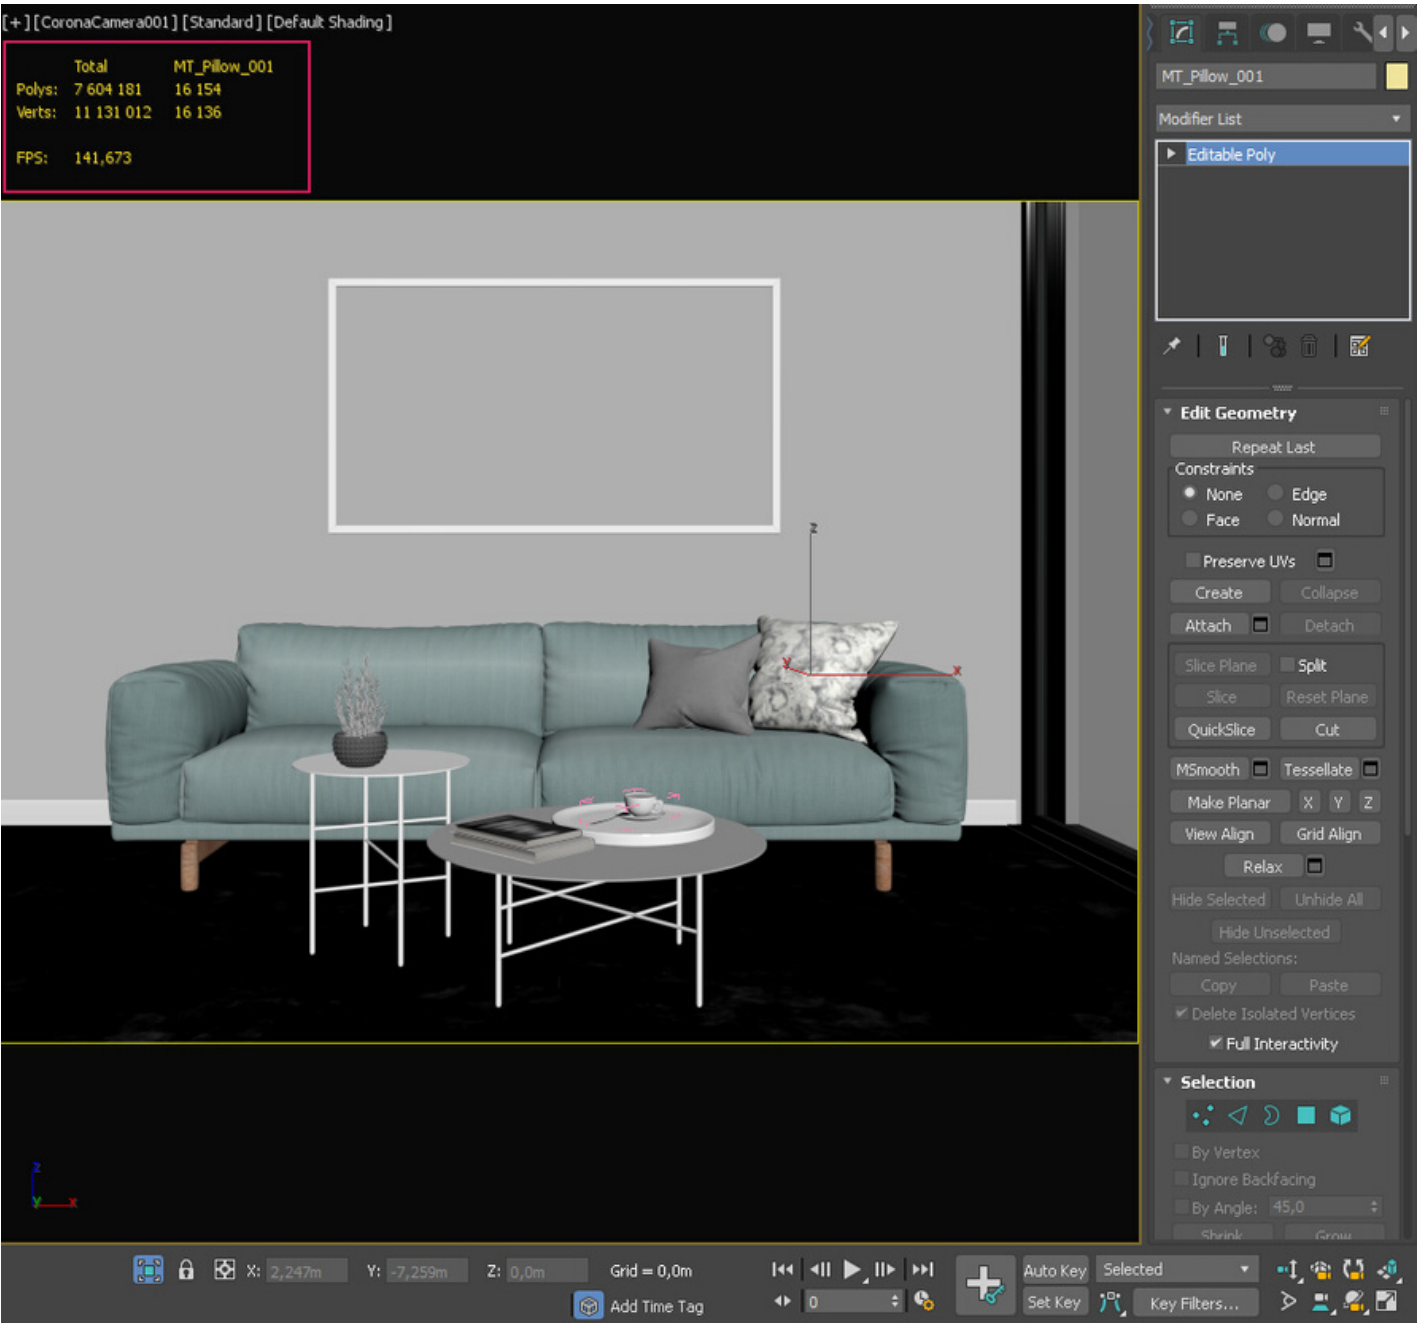 [+] [CoronaCamera001] [Standard] [Default Shading]
Total MT_Pillow_001
Polys: 7 604 181 16 154
Verts: 11 131 012 16 136
FPS: 141,673
z
y x
z
y x
MT_Pillow_001
Modifier List
Editable Poly
Edit Geometry
Repeat Last
Constraints
None Edge
Face Normal
Preserve UVs
Create Collapse
Attach Detach
Slice Plane Split
Slice Reset Plane
QuickSlice Cut
MSmooth Tessellate
Make Planar X Y Z
View Align Grid Align
Relax
Hide Selected Unhide All
Hide Unselected
Named Selections:
Copy Paste
Delete Isolated Vertices
Full Interactivity
Selection
By Vertex
Ignore Backfacing
By Angle: 45,0
Shrink Grow
X: 2,247m Y: -7,259m Z: 0,0m Grid = 0,0m
Add Time Tag
0
Auto Key Selected
Set Key Key Filters...